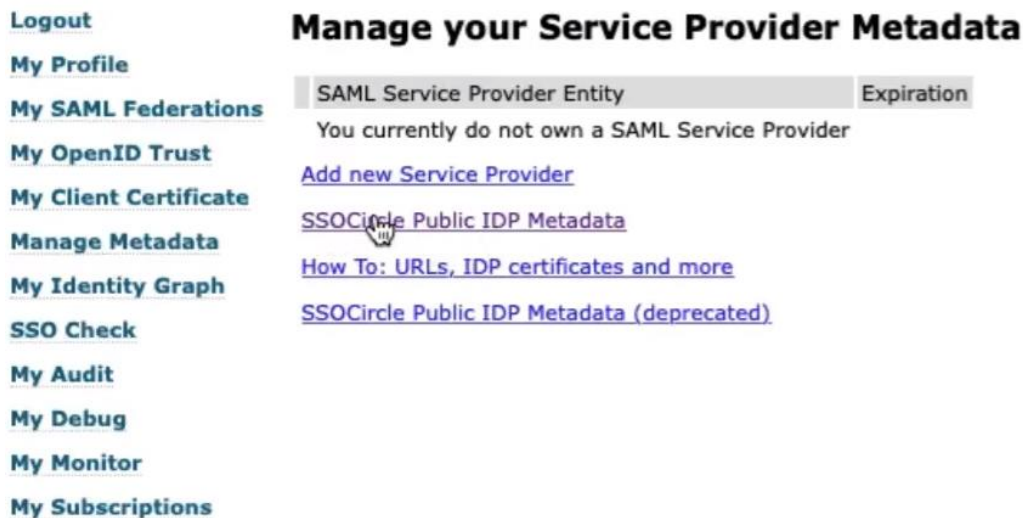 Logout
My Profile
My SAML Federations
My OpenID Trust
My Client Certificate
Manage Metadata
My Identity Graph
SSO Check
My Audit
My Debug
My Monitor
My Subscriptions
Manage your Service Provider Metadata
SAML Service Provider Entity Expiration
You currently do not own a SAML Service Provider
Add new Service Provider
SSOCircle Public IDP Metadata
How To: URLs, IDP certificates and more
SSOCircle Public IDP Metadata (deprecated)